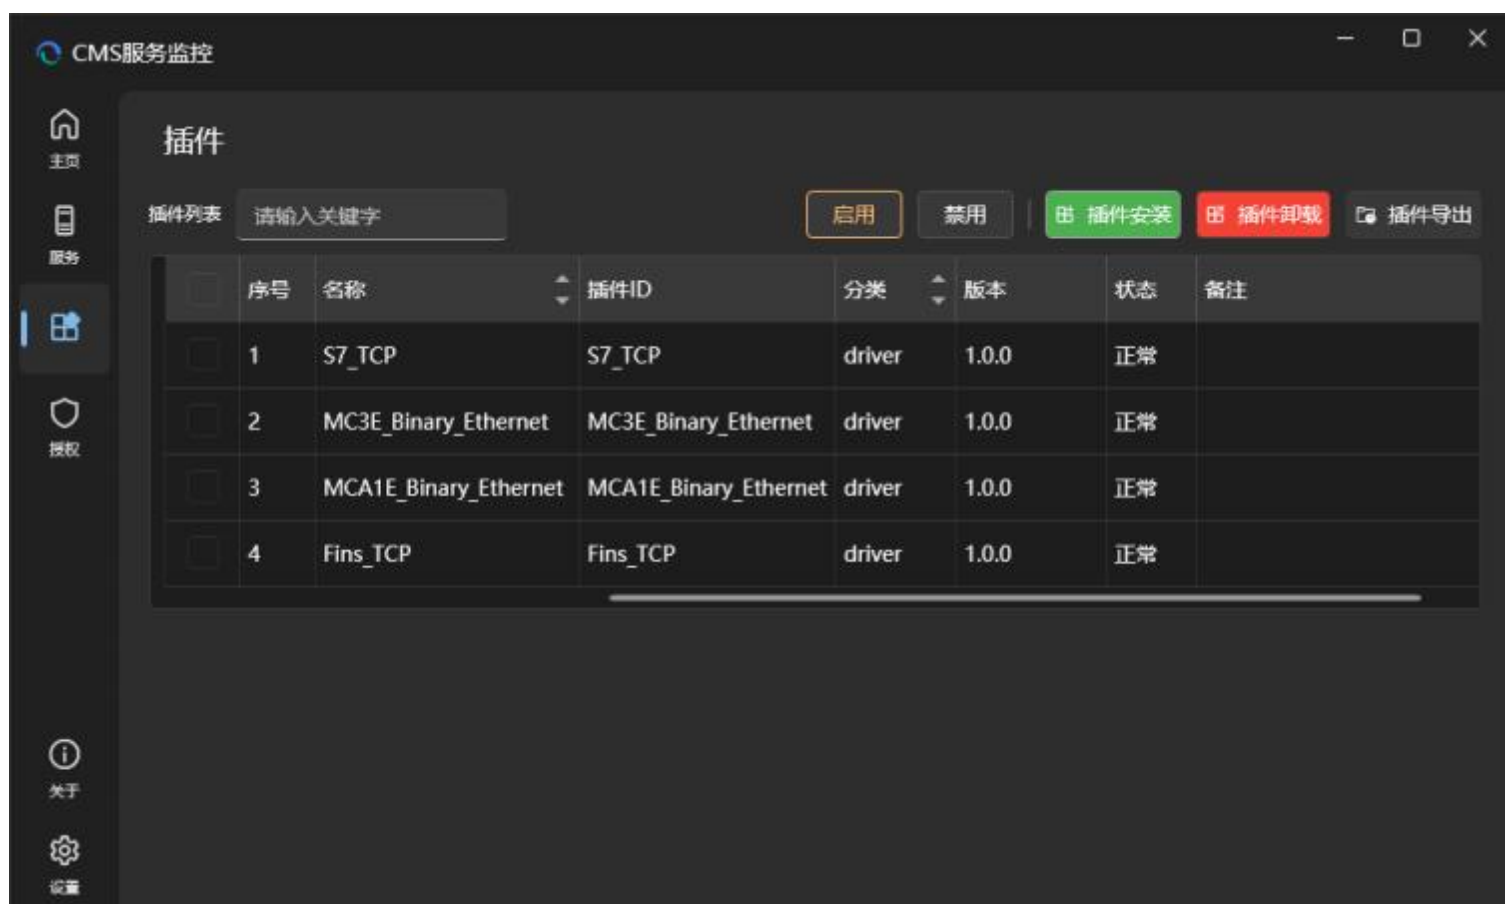 CMS服务监控
主页
插件
插件列表 请输入关键字 启用 禁用 插件安装 插件卸载 插件导出
服务
序号 名称 插件ID 分类 版本 状态 备注
1 S7_TCP S7_TCP driver 1.0.0 正常
2 MC3E_Binary_Ethernet MC3E_Binary_Ethernet driver 1.0.0 正常
授权
3 MCA1E_Binary_Ethernet MCA1E_Binary_Ethernet driver 1.0.0 正常
4 Fins_TCP Fins_TCP driver 1.0.0 正常
关于
设置